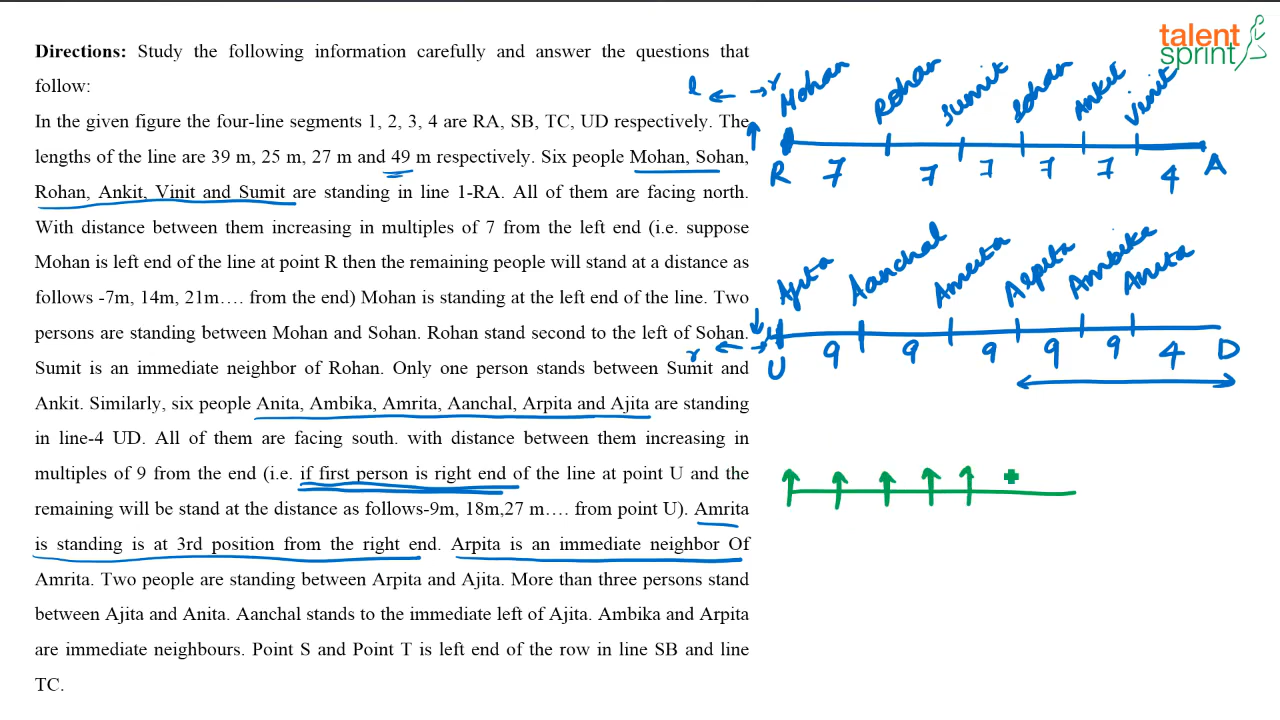 talent
sprint
Directions: Study the following information carefully and answer the questions that
follow:
In the given figure the four-line segments 1, 2, 3, 4 are RA, SB, TC, UD respectively. The
lengths of the line are 39 m, 25 m, 27 m and 49 m respectively. Six people Mohan, Sohan,
Rohan, Ankit, Vinit and Sumit are standing in line 1-RA. All of them are facing north.
With distance between them increasing in multiples of 7 from the left end (i.e. suppose
Mohan is left end of the line at point R then the remaining people will stand at a distance as
follows -7m, 14m, 21m…. from the end) Mohan is standing at the left end of the line. Two
persons are standing between Mohan and Sohan. Rohan stand second to the left of Sohan.
Sumit is an immediate neighbor of Rohan. Only one person stands between Sumit and
Ankit. Similarly, six people Anita, Ambika, Amrita, Aanchal, Arpita and Ajita are standing
in line-4 UD. All of them are facing south. with distance between them increasing in
multiples of 9 from the end (i.e. if first person is right end of the line at point U and the
remaining will be stand at the distance as follows-9m, 18m,27 m…. from point U). Amrita
is standing is at 3rd position from the right end. Arpita is an immediate neighbor Of
Amrita. Two people are standing between Arpita and Ajita. More than three persons stand
between Ajita and Anita. Aanchal stands to the immediate left of Ajita. Ambika and Arpita
are immediate neighbours. Point S and Point T is left end of the row in line SB and line
TC.
l r Mohan Rohan Sumit Sohan Ankit Vinit
R 7 7 7 7 7 4 A
Ajita Aanchal Amrita Arpita Ambika Anita
r
U 9 9 9 9 9 4 D